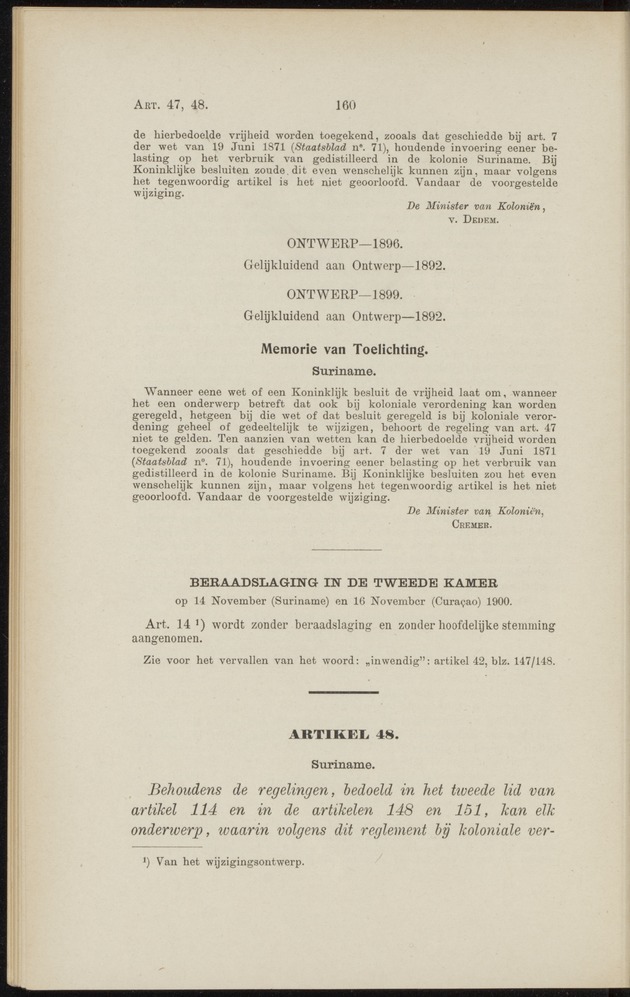 ART. 47, 48. 160
de hierbedoelde vrijheid worden toegekend, zooals dat geschiedde bij art. 7
der wet van 19 Juni 1871 (Staatsblad nº. 71), houdende invoering eener be-
lasting op het verbruik van gedistilleerd in de kolonie Suriname. Bij
Koninklijke besluiten zoude dit even wenschelijk kunnen zijn, maar volgens
het tegenwoordig artikel is het niet geoorloofd. Vandaar de voorgestelde
wijziging.
De Minister van Koloniën,
V. DEDEM.
ONTWERP—1896.
Gelijkluidend aan Ontwerp—1892.
ONTWERP—1899.
Gelijkluidend aan Ontwerp—1892.
Memorie van Toelichting.
Suriname.
Wanneer eene wet of een Koninklijk besluit de vrijheid laat om, wanneer
het een onderwerp betreft dat ook bij koloniale verordening kan worden
geregeld, hetgeen bij die wet of dat besluit geregeld is bij koloniale veror-
dening geheel of gedeeltelijk te wijzigen, behoort de regeling van art. 47
niet te gelden. Ten aanzien van wetten kan de hierbedoelde vrijheid worden
toegekend zooals dat geschiedde bij art. 7 der wet van 19 Juni 1871
(Staatsblad nº. 71), houdende invoering eener belasting op het verbruik van
gedistilleerd in de kolonie Suriname. Bij Koninklijke besluiten zou het even
wenschelijk kunnen zijn, maar volgens het tegenwoordig artikel is het niet
geoorloofd. Vandaar de voorgestelde wijziging.
De Minister van Koloniën,
CREMER.
BERAADSLAGING IN DE TWEEDE KAMER
op 14 November (Suriname) en 16 November (Curaçao) 1900.
Art. 14 ¹) wordt zonder beraadslaging en zonder hoofdelijke stemming
aangenomen.
Zie voor het vervallen van het woord: „inwendig": artikel 42, blz. 147/148.
ARTIKEL 48.
Suriname.
Behoudens de regelingen, bedoeld in het tweede lid van
artikel 114 en in de artikelen 148 en 151, kan elk
onderwerp, waarin volgens dit reglement bij koloniale ver-
¹) Van het wijzigingsontwerp.